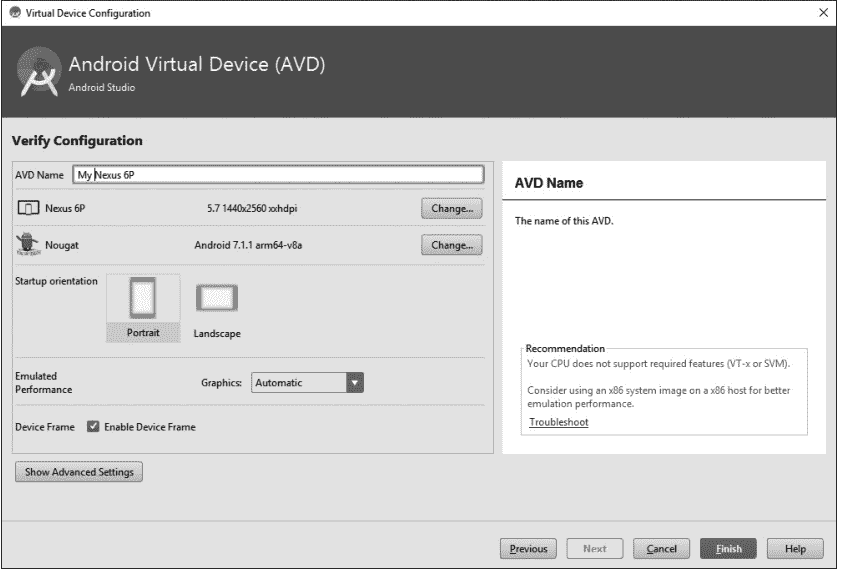 Virtual Device Configuration
Android Virtual Device (AVD)
Android Studio
Verify Configuration
AVD Name My Nexus 6P
Nexus 6P 5.7 1440x2560 xxhdpi Change...
Nougat Android 7.1.1 arm64-v8a Change...
Startup orientation
Portrait
Landscape
Emulated
Performance
Graphics: Automatic
Device Frame Enable Device Frame
Show Advanced Settings
AVD Name
The name of this AVD.
Recommendation
Your CPU does not support required features (VT-x or SVM).
Consider using an x86 system image on a x86 host for better
emulation performance.
Troubleshoot
Previous Next Cancel Finish Help